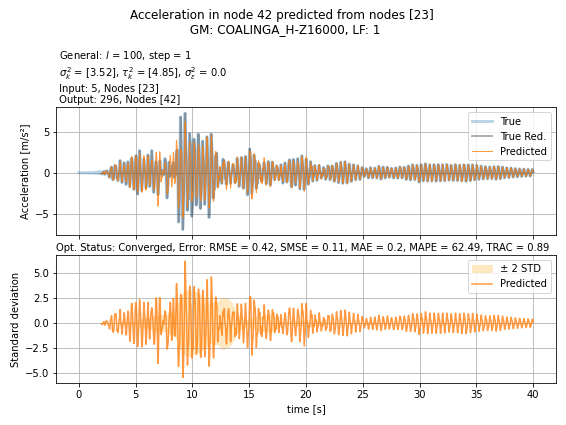 Acceleration in node 42 predicted from nodes [23]
GM: COALINGA_H-Z16000, LF: 1
General: l = 100, step = 1
σ²ₖ = [3.52], τ²ₖ = [4.85], σ²ₑ = 0.0
Input: 5, Nodes [23]
Output: 296, Nodes [42]
Acceleration [m/s²]
5
0
−5
True
True Red.
Predicted
Opt. Status: Converged, Error: RMSE = 0.42, SMSE = 0.11, MAE = 0.2, MAPE = 62.49, TRAC = 0.89
Standard deviation
5.0
2.5
0.0
−2.5
−5.0
± 2 STD
Predicted
0 5 10 15 20 25 30 35 40
time [s]